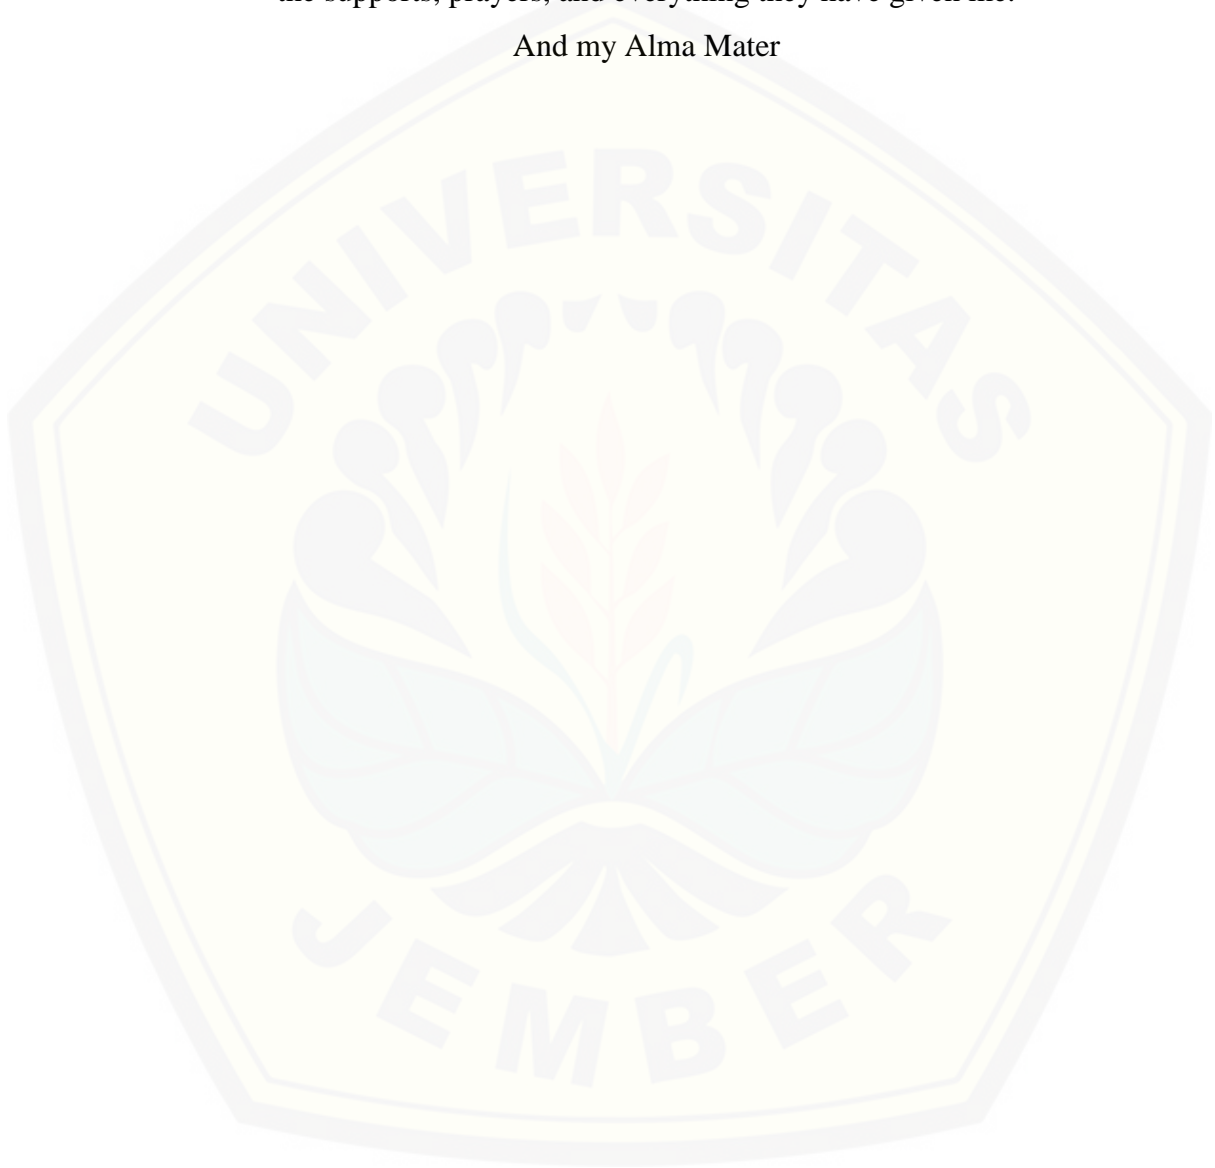 the supports, prayers, and everything they have given me.
And my Alma Mater
UNIVERSITAS
JEMBER